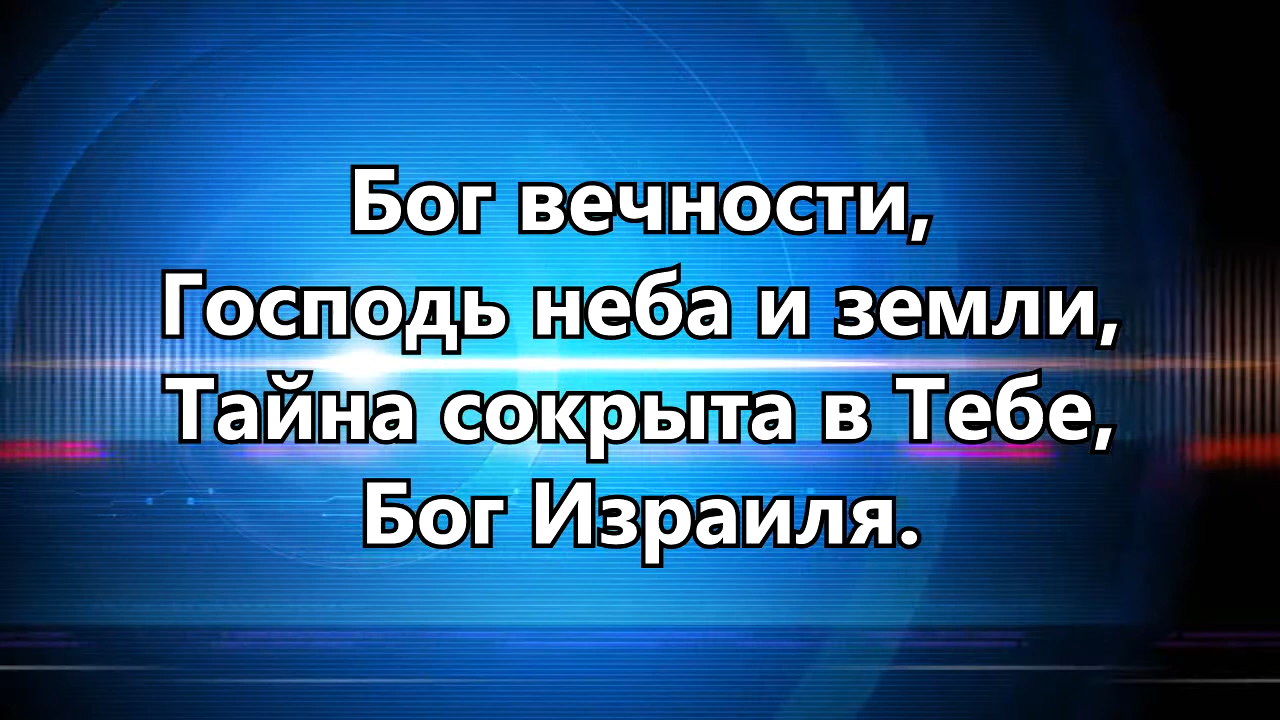 Бог вечности,
Господь неба и земли,
Тайна сокрыта в Тебе,
Бог Израиля.